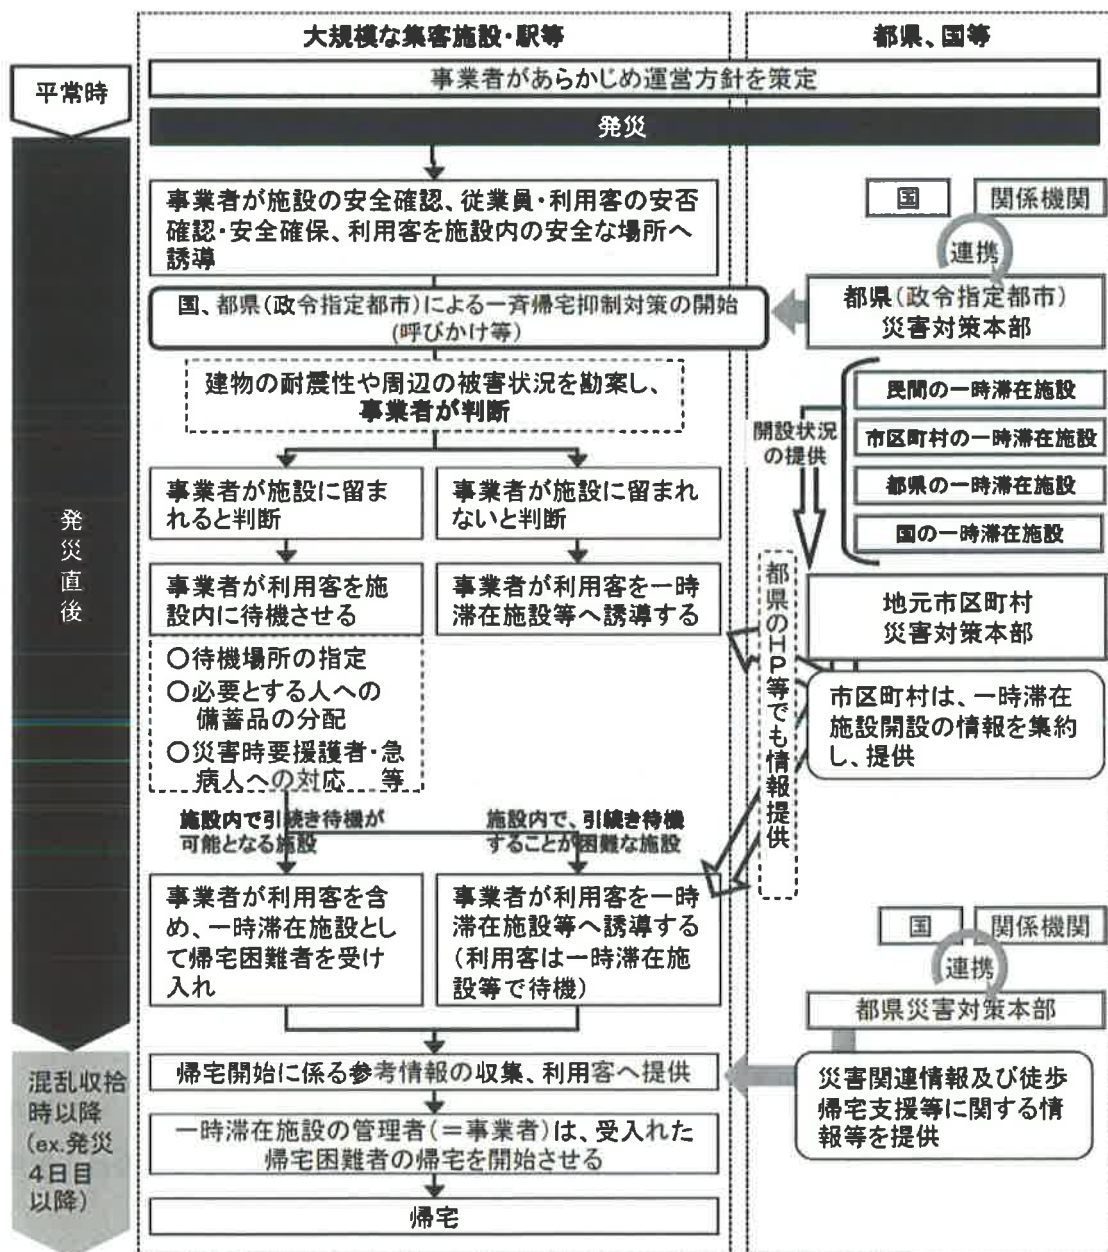 大規模な集客施設・駅等
都県、国等
平常時
事業者があらかじめ運営方針を策定
発災
発災直後
事業者が施設の安全確認、従業員・利用客の安否
確認・安全確保、利用客を施設内の安全な場所へ
誘導
国
関係機関
連携
都県(政令指定都市)
災害対策本部
国、都県(政令指定都市)による一斉帰宅抑制対策の開始
(呼びかけ等)
建物の耐震性や周辺の被害状況を勘案し、
事業者が判断
民間の一時滞在施設
市区町村の一時滞在施設
都県の一時滞在施設
国の一時滞在施設
開設状況
の提供
事業者が施設に留ま
れると判断
事業者が施設に留まれ
ないと判断
事業者が利用客を施
設内に待機させる
事業者が利用客を一時
滞在施設等へ誘導する
都県のHP等でも情報提供
地元市区町村
災害対策本部
市区町村は、一時滞在
施設開設の情報を集約
し、提供
○待機場所の指定
○必要とする人への
備蓄品の分配
○災害時要援護者・急
病人への対応 等
施設内で引続き待機が
可能となる施設
施設内で、引続き待機
することが困難な施設
事業者が利用客を含
め、一時滞在施設とし
て帰宅困難者を受け
入れ
事業者が利用客を一時
滞在施設等へ誘導する
(利用客は一時滞在施
設等で待機)
国
関係機関
連携
都県災害対策本部
災害関連情報及び徒歩
帰宅支援等に関する情
報等を提供
混乱収拾
時以降
(ex.発災
4日目
以降)
帰宅開始に係る参考情報の収集、利用客へ提供
一時滞在施設の管理者(=事業者)は、受入れた
帰宅困難者の帰宅を開始させる
帰宅